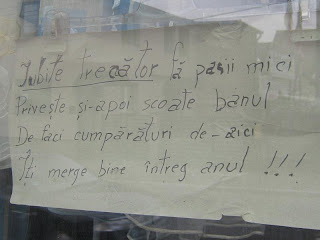 Iubite trecător fă pașii mici
Privește și-apoi scoate banul
De faci cumpărături de-aici
Îți merge bine întreg anul !!!